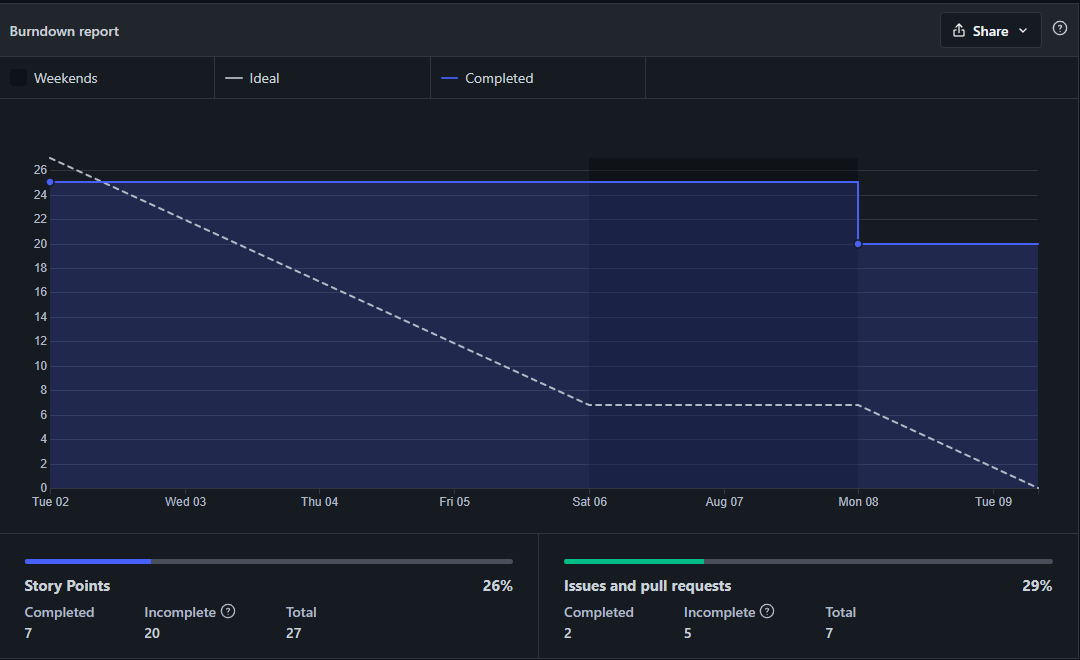 Burndown report
Share
Weekends
Ideal
Completed
26
24
22
20
18
16
14
12
10
8
6
4
2
0
Tue 02 Wed 03 Thu 04 Fri 05 Sat 06 Aug 07 Mon 08 Tue 09
Story Points 26%
Completed Incomplete ? Total
7 20 27
Issues and pull requests 29%
Completed Incomplete ? Total
2 5 7